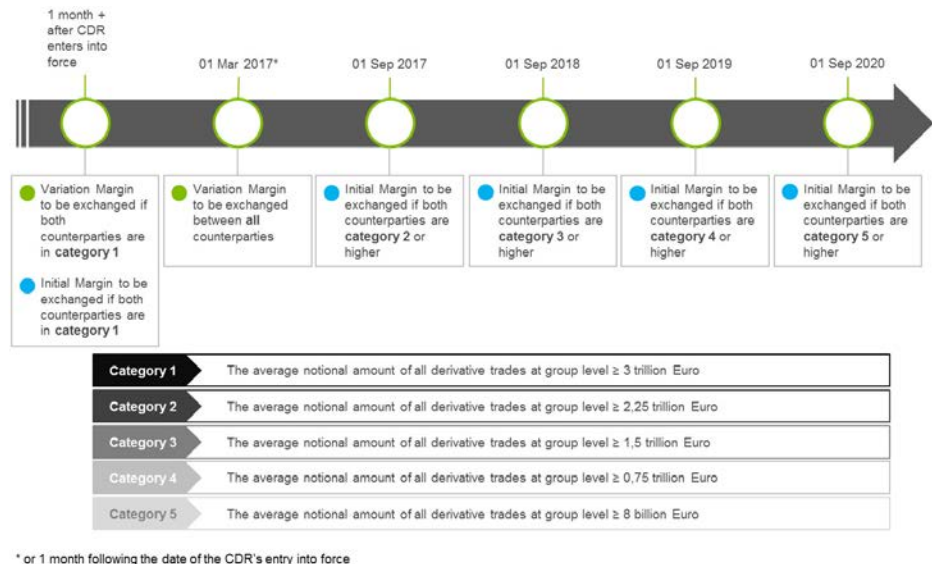 1 month +
after CDR
enters into
force
01 Mar 2017*
01 Sep 2017
01 Sep 2018
01 Sep 2019
01 Sep 2020
Variation Margin
to be exchanged if
both
counterparties are
in category 1
Initial Margin to be
exchanged if both
counterparties are
in category 1
Variation Margin
to be exchanged
between all
counterparties
Initial Margin to be
exchanged if both
counterparties are
category 2 or
higher
Initial Margin to be
exchanged if both
counterparties are
category 3 or
higher
Initial Margin to be
exchanged if both
counterparties are
category 4 or
higher
Initial Margin to be
exchanged if both
counterparties are
category 5 or
higher
Category 1 The average notional amount of all derivative trades at group level ≥ 3 trillion Euro
Category 2 The average notional amount of all derivative trades at group level ≥ 2,25 trillion Euro
Category 3 The average notional amount of all derivative trades at group level ≥ 1,5 trillion Euro
Category 4 The average notional amount of all derivative trades at group level ≥ 0,75 trillion Euro
Category 5 The average notional amount of all derivative trades at group level ≥ 8 billion Euro
* or 1 month following the date of the CDR's entry into force